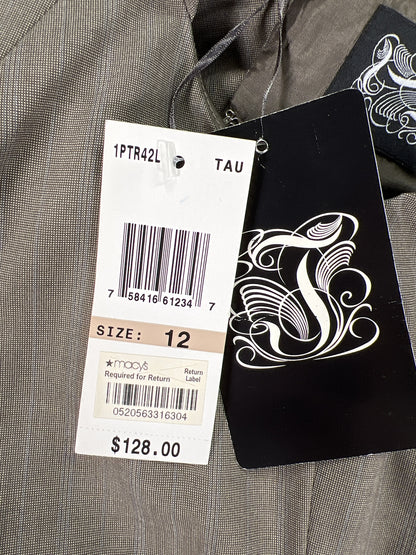 1PTR42L TAU
7 58416 61234 7
SIZE: 12
★macy's Return
Required for Return Label
0520563316304
$128.00